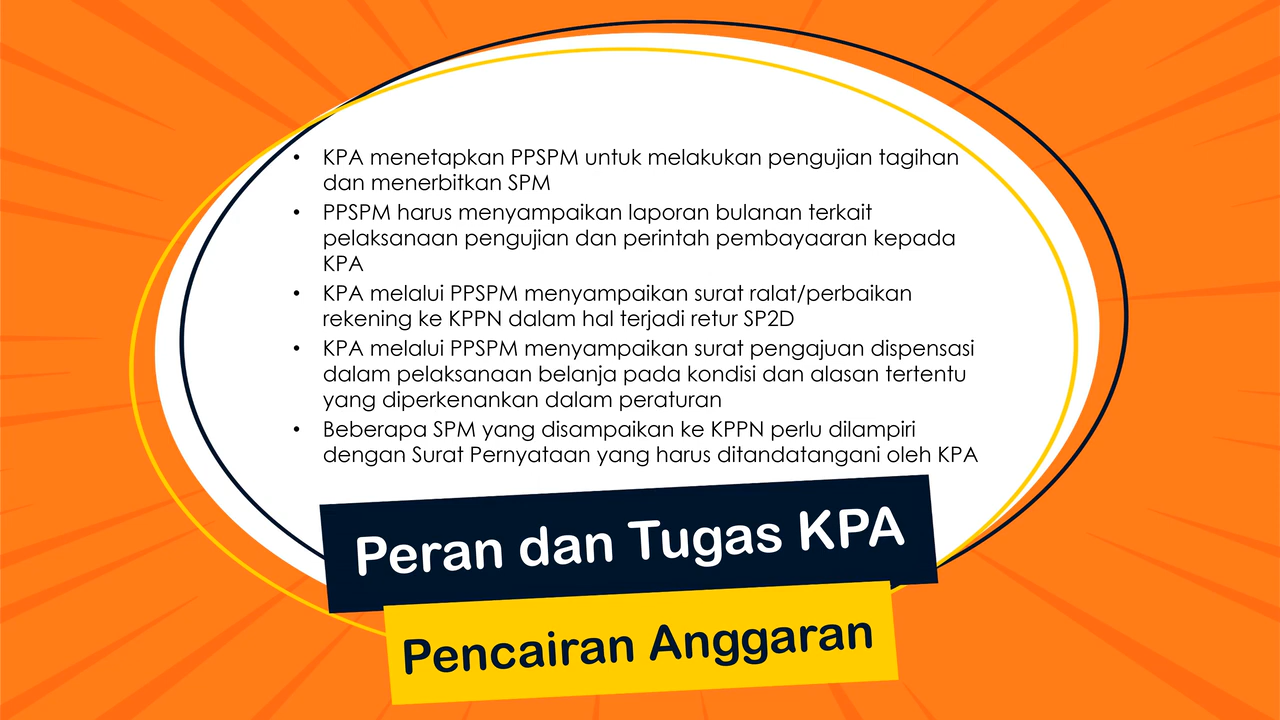 • KPA menetapkan PPSPM untuk melakukan pengujian tagihan
dan menerbitkan SPM
• PPSPM harus menyampaikan laporan bulanan terkait
pelaksanaan pengujian dan perintah pembayaaran kepada
KPA
• KPA melalui PPSPM menyampaikan surat ralat/perbaikan
rekening ke KPPN dalam hal terjadi retur SP2D
• KPA melalui PPSPM menyampaikan surat pengajuan dispensasi
dalam pelaksanaan belanja pada kondisi dan alasan tertentu
yang diperkenankan dalam peraturan
• Beberapa SPM yang disampaikan ke KPPN perlu dilampiri
dengan Surat Pernyataan yang harus ditandatangani oleh KPA
Peran dan Tugas KPA
Pencairan Anggaran